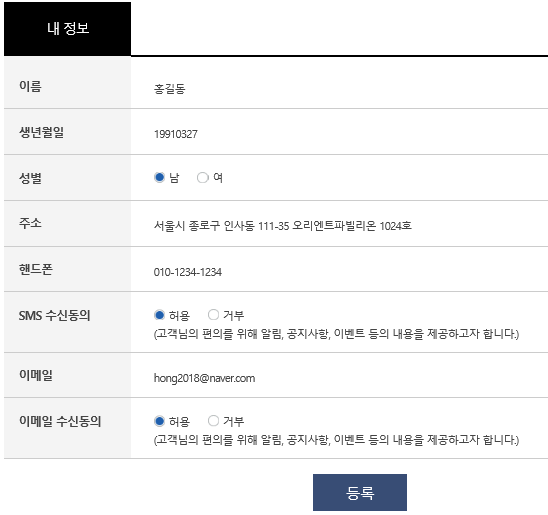 내 정보
이름 홍길동
생년월일 19910327
성별 남 여
주소 서울시 종로구 인사동 111-35 오리엔트파빌리온 1024호
핸드폰 010-1234-1234
SMS 수신동의 허용 거부
(고객님의 편의를 위해 알림, 공지사항, 이벤트 등의 내용을 제공하고자 합니다.)
이메일 hong2018@naver.com
이메일 수신동의 허용 거부
(고객님의 편의를 위해 알림, 공지사항, 이벤트 등의 내용을 제공하고자 합니다.)
등록